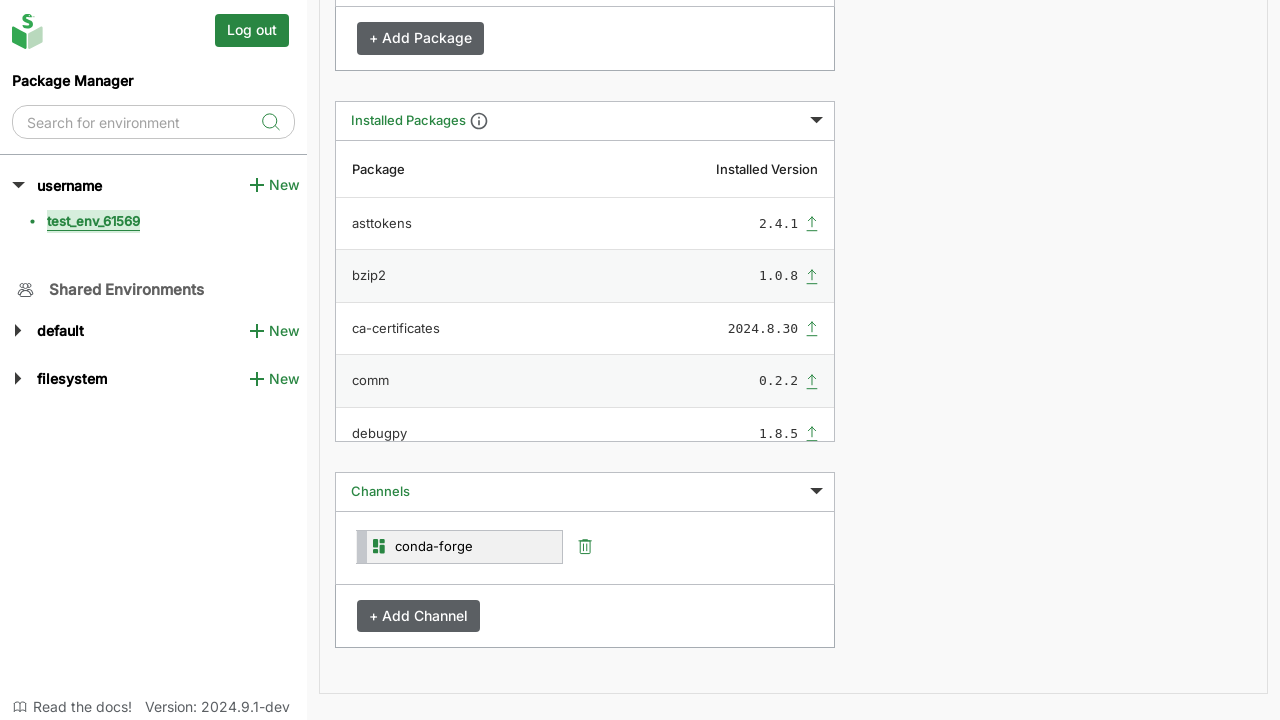 Log out
Package Manager
Search for environment
username
New
test_env_61569
Shared Environments
default
New
filesystem
New
Read the docs!
Version: 2024.9.1-dev
+ Add Package
Installed Packages
Package
Installed Version
asttokens
2.4.1
bzip2
1.0.8
ca-certificates
2024.8.30
comm
0.2.2
debugpy
1.8.5
Channels
conda-forge
+ Add Channel